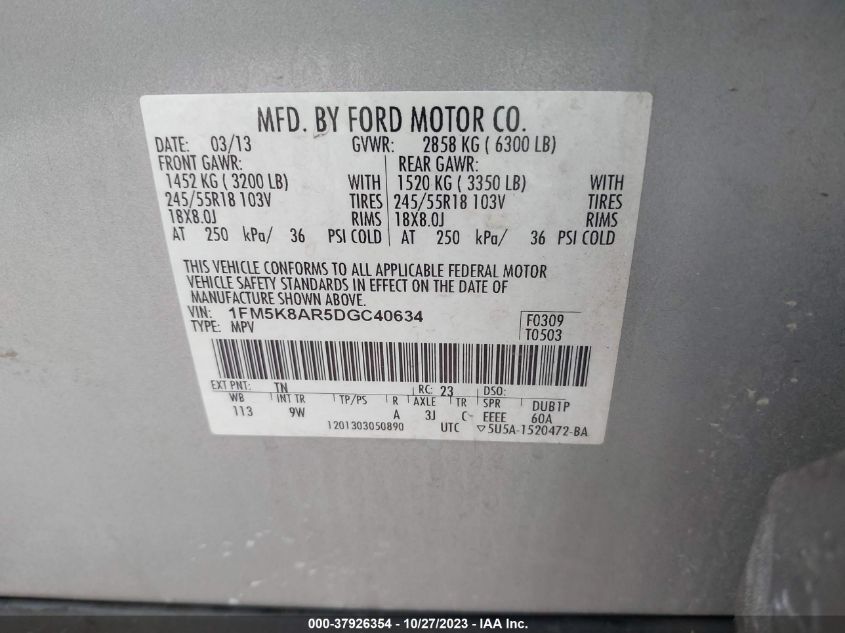 MFD. BY FORD MOTOR CO.
DATE: 03/13 GVWR: 2858 KG ( 6300 LB)
FRONT GAWR: REAR GAWR:
1452 KG ( 3200 LB) WITH 1520 KG ( 3350 LB) WITH
245/55R18 103V TIRES 245/55R18 103V TIRES
18X8.0J RIMS 18X8.0J RIMS
AT 250 kPa/ 36 PSI COLD AT 250 kPa/ 36 PSI COLD
THIS VEHICLE CONFORMS TO ALL APPLICABLE FEDERAL MOTOR
VEHICLE SAFETY STANDARDS IN EFFECT ON THE DATE OF
MANUFACTURE SHOWN ABOVE.
VIN: 1FM5K8AR5DGC40634 F0309
TYPE: MPV T0503
EXT PNT: TN RC: 23 DSO:
WB INT TR TP/PS R AXLE TR SPR DUB1P
113 9W A 3J C EEEE 60A
1201303050890 UTC ▽5U5A-1520472-BA
000-37926354 - 10/27/2023 - IAA Inc.